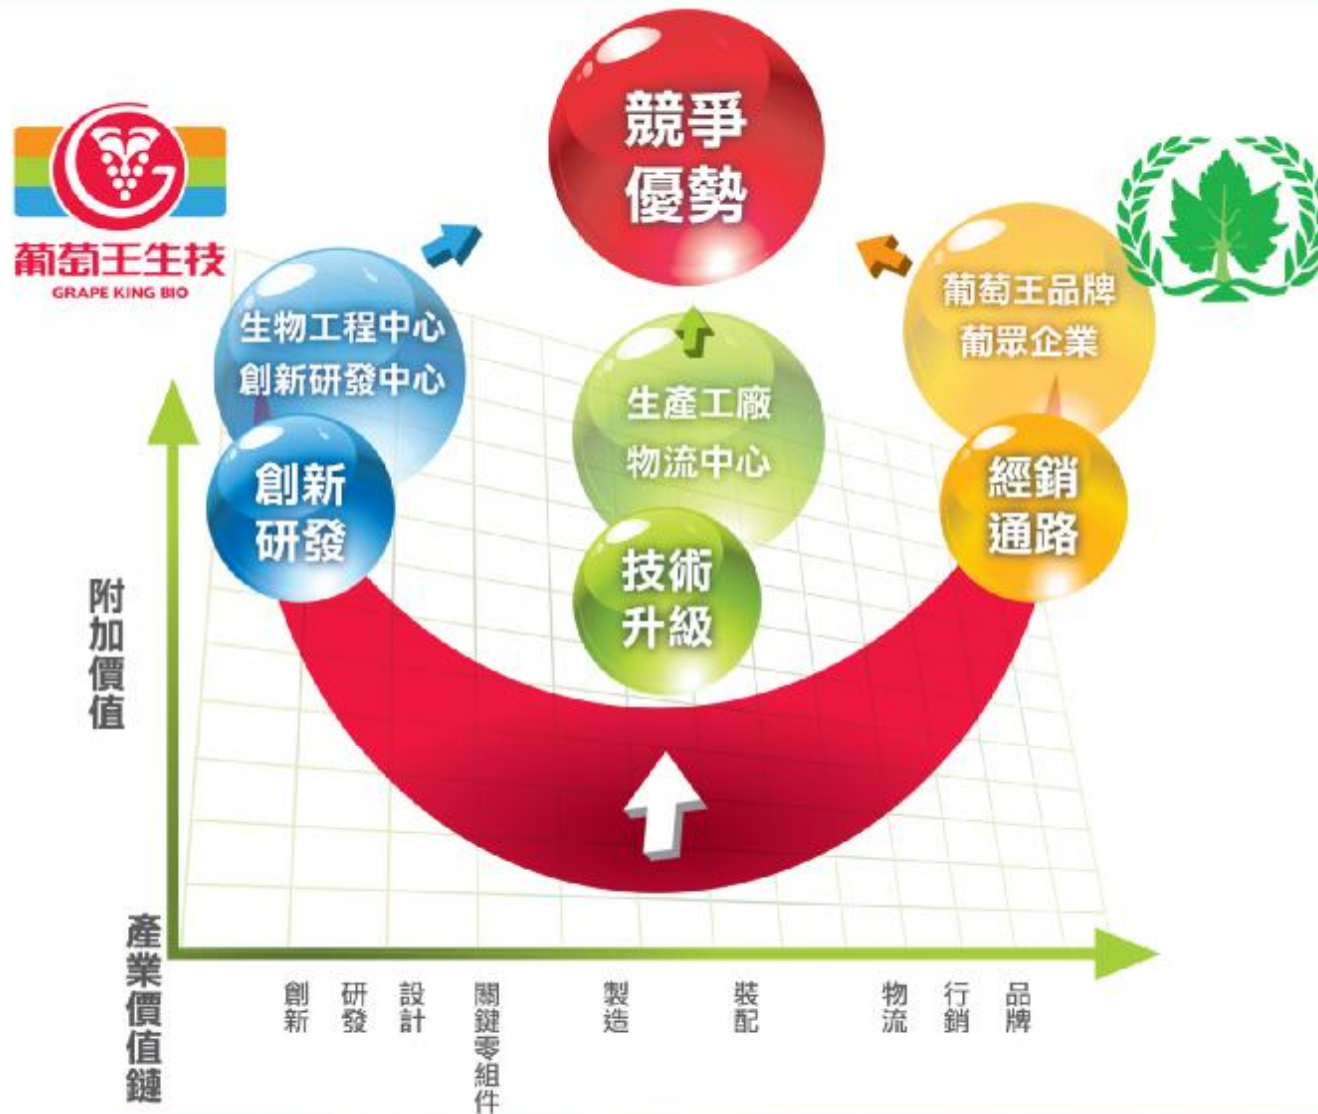 競爭
優勢
葡萄王生技
GRAPE KING BIO
生物工程中心
創新研發中心
創新
研發
生產工廠
物流中心
技術
升級
葡萄王品牌
葡眾企業
經銷
通路
附加價值
產業價值鏈
創新
研發
設計
關鍵零組件
製造
裝配
物流
行銷
品牌